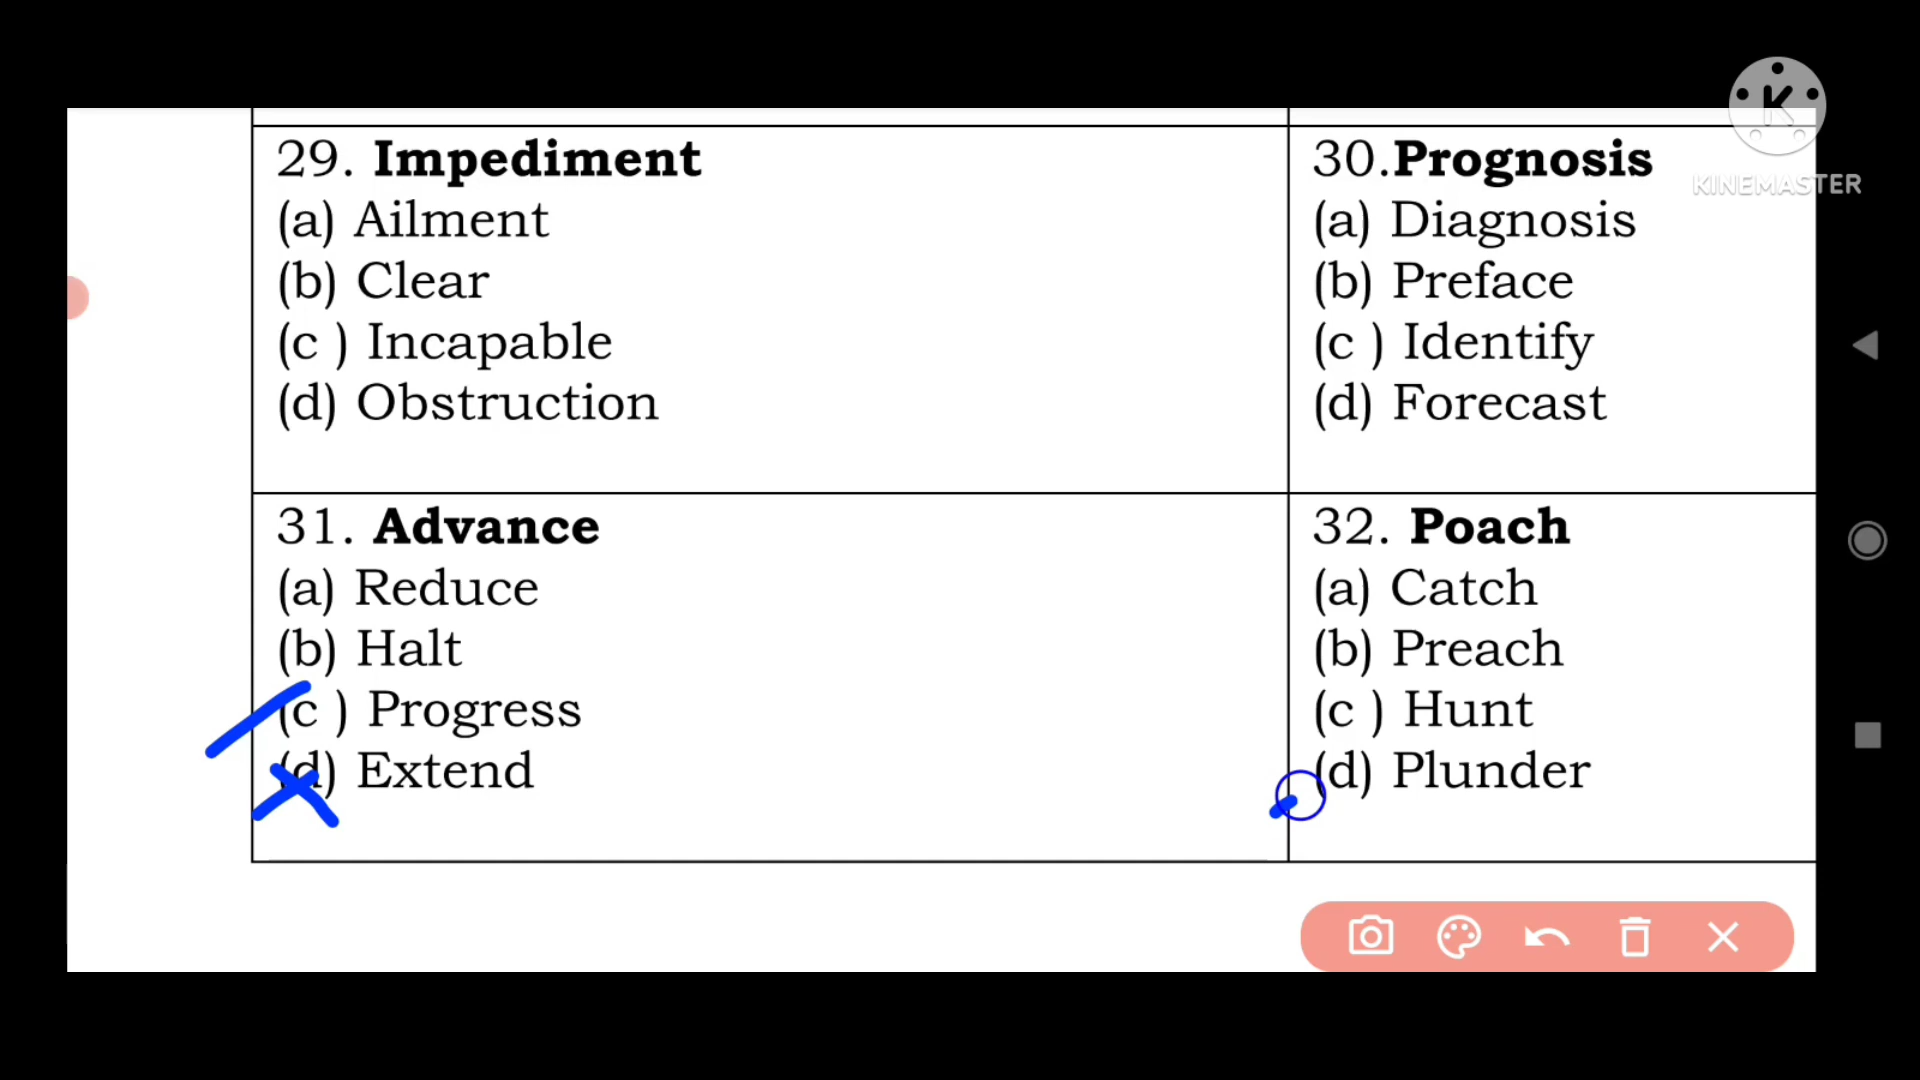 29. Impediment
(a) Ailment
(b) Clear
(c ) Incapable
(d) Obstruction
30.Prognosis
(a) Diagnosis
(b) Preface
(c ) Identify
(d) Forecast
31. Advance
(a) Reduce
(b) Halt
(c ) Progress
(d) Extend
32. Poach
(a) Catch
(b) Preach
(c ) Hunt
(d) Plunder
K
KINEMASTER